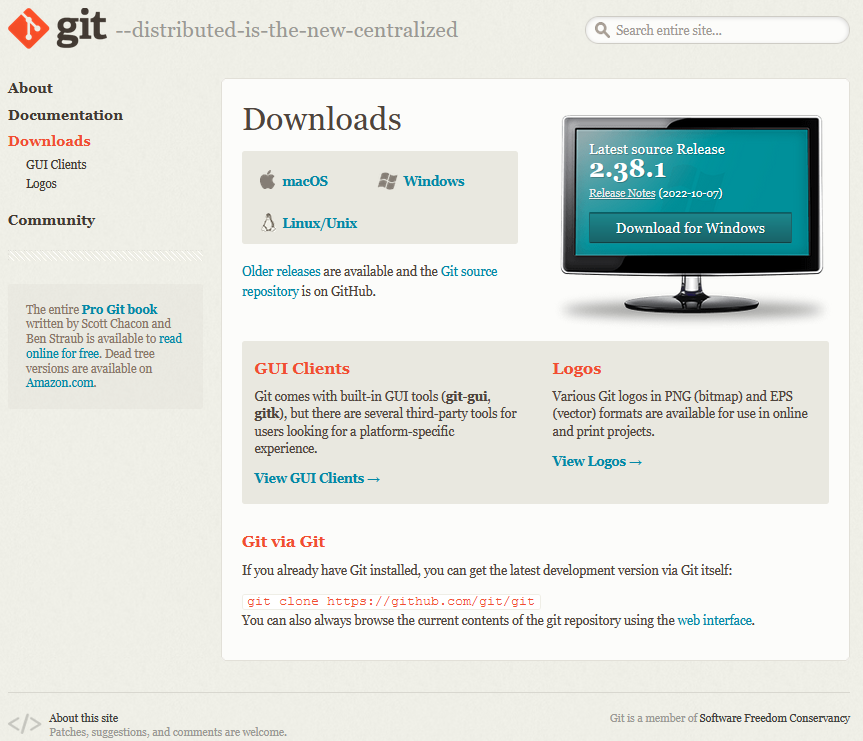 git --distributed-is-the-new-centralized
Search entire site...
About
Documentation
Downloads
GUI Clients
Logos
Community
The entire Pro Git book
written by Scott Chacon and
Ben Straub is available to read
online for free. Dead tree
versions are available on
Amazon.com.
Downloads
macOS
Windows
Linux/Unix
Older releases are available and the Git source
repository is on GitHub.
Latest source Release
2.38.1
Release Notes (2022-10-07)
Download for Windows
GUI Clients
Git comes with built-in GUI tools (git-gui,
gitk), but there are several third-party tools for
users looking for a platform-specific
experience.
View GUI Clients →
Logos
Various Git logos in PNG (bitmap) and EPS
(vector) formats are available for use in online
and print projects.
View Logos →
Git via Git
If you already have Git installed, you can get the latest development version via Git itself:
git clone https://github.com/git/git
You can also always browse the current contents of the git repository using the web interface.
</> About this site
Patches, suggestions, and comments are welcome.
Git is a member of Software Freedom Conservancy